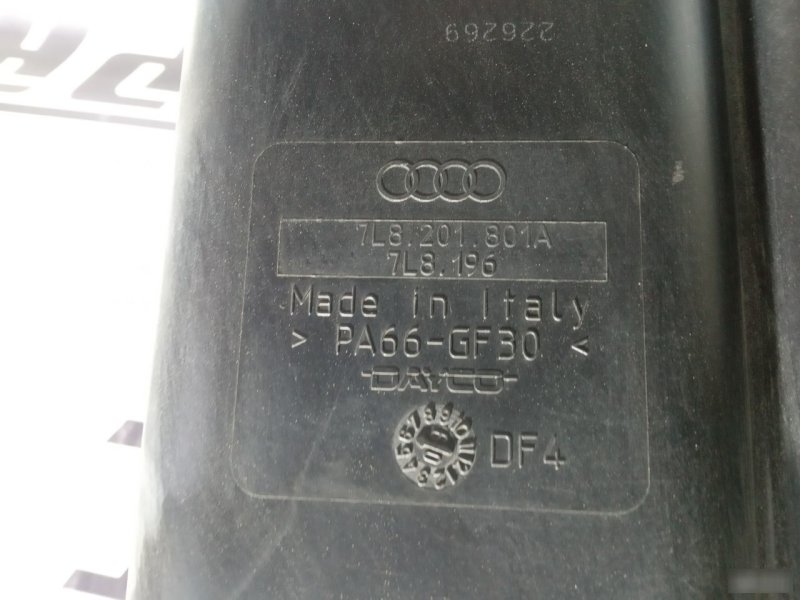 226269
7L8.201.801A
7L8.196
Made in Italy
> PA66-GF30 <
DAYCO
DF4